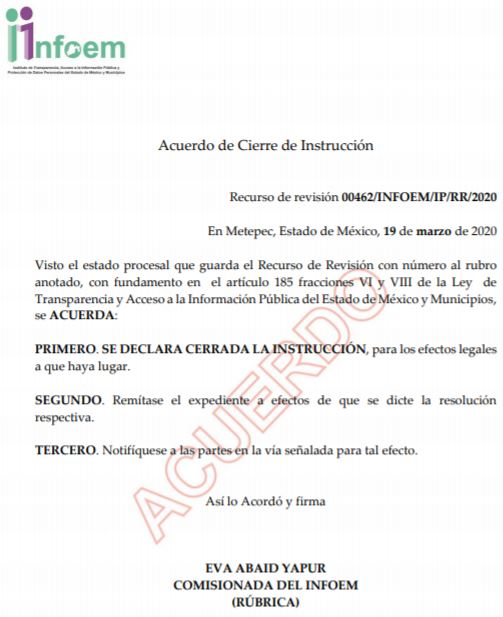 infoem
Instituto de Transparencia, Acceso a la Información Pública y
Protección de Datos Personales del Estado de México y Municipios
Acuerdo de Cierre de Instrucción
Recurso de revisión 00462/INFOEM/IP/RR/2020
En Metepec, Estado de México, 19 de marzo de 2020
Visto el estado procesal que guarda el Recurso de Revisión con número al rubro
anotado, con fundamento en el artículo 185 fracciones VI y VIII de la Ley de
Transparencia y Acceso a la Información Pública del Estado de México y Municipios,
se ACUERDA:
PRIMERO. SE DECLARA CERRADA LA INSTRUCCIÓN, para los efectos legales
a que haya lugar.
SEGUNDO. Remítase el expediente a efectos de que se dicte la resolución
respectiva.
TERCERO. Notifíquese a las partes en la vía señalada para tal efecto.
ACUERDO
Así lo Acordó y firma
EVA ABAID YAPUR
COMISIONADA DEL INFOEM
(RÚBRICA)